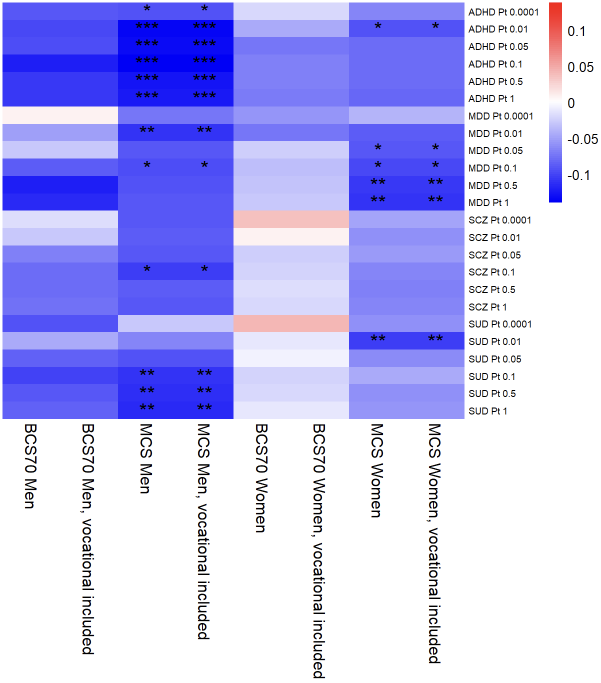 * * ADHD Pt 0.0001
*** *** * * ADHD Pt 0.01
*** *** ADHD Pt 0.05
*** *** ADHD Pt 0.1
*** *** ADHD Pt 0.5
*** *** ADHD Pt 1
MDD Pt 0.0001
** ** MDD Pt 0.01
* * MDD Pt 0.05
* * * * MDD Pt 0.1
** ** MDD Pt 0.5
** ** MDD Pt 1
SCZ Pt 0.0001
SCZ Pt 0.01
SCZ Pt 0.05
* * SCZ Pt 0.1
SCZ Pt 0.5
SCZ Pt 1
SUD Pt 0.0001
** ** SUD Pt 0.01
SUD Pt 0.05
** ** SUD Pt 0.1
** ** SUD Pt 0.5
** ** SUD Pt 1
0.1
0.05
0
-0.05
-0.1
BCS70 Men
BCS70 Men, vocational included
MCS Men
MCS Men, vocational included
BCS70 Women
BCS70 Women, vocational included
MCS Women
MCS Women, vocational included